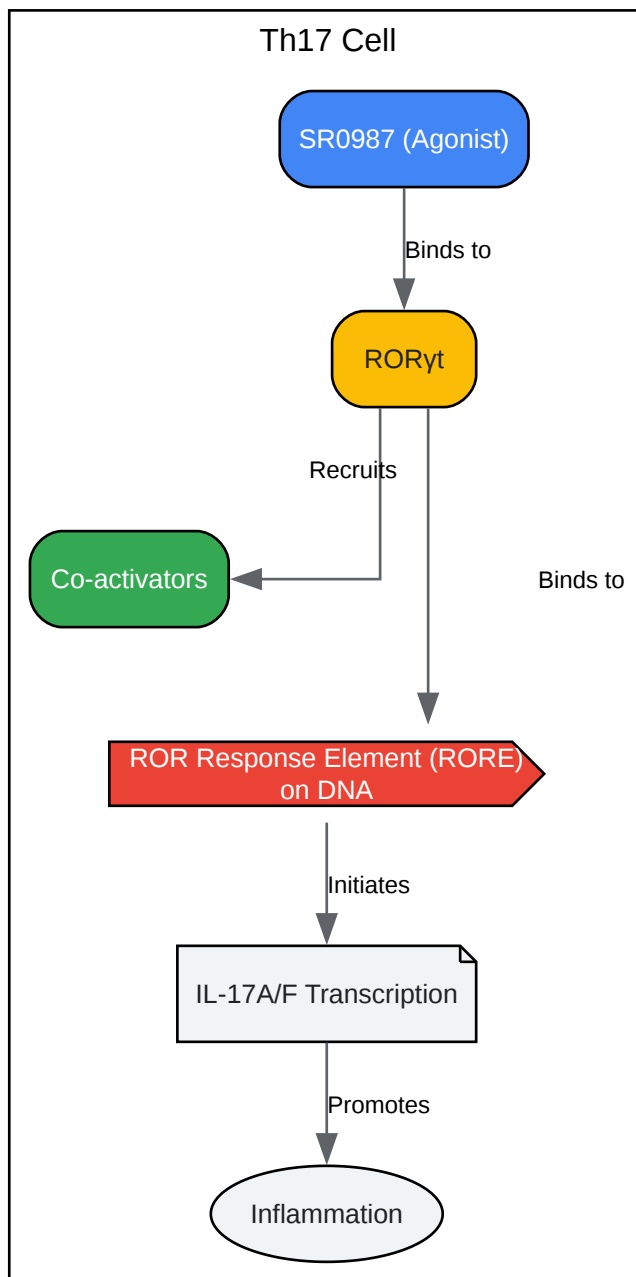 Th17 Cell
SR0987 (Agonist)
Binds to
RORγt
Recruits
Co-activators
Binds to
ROR Response Element (RORE)
on DNA
Initiates
IL-17A/F Transcription
Promotes
Inflammation